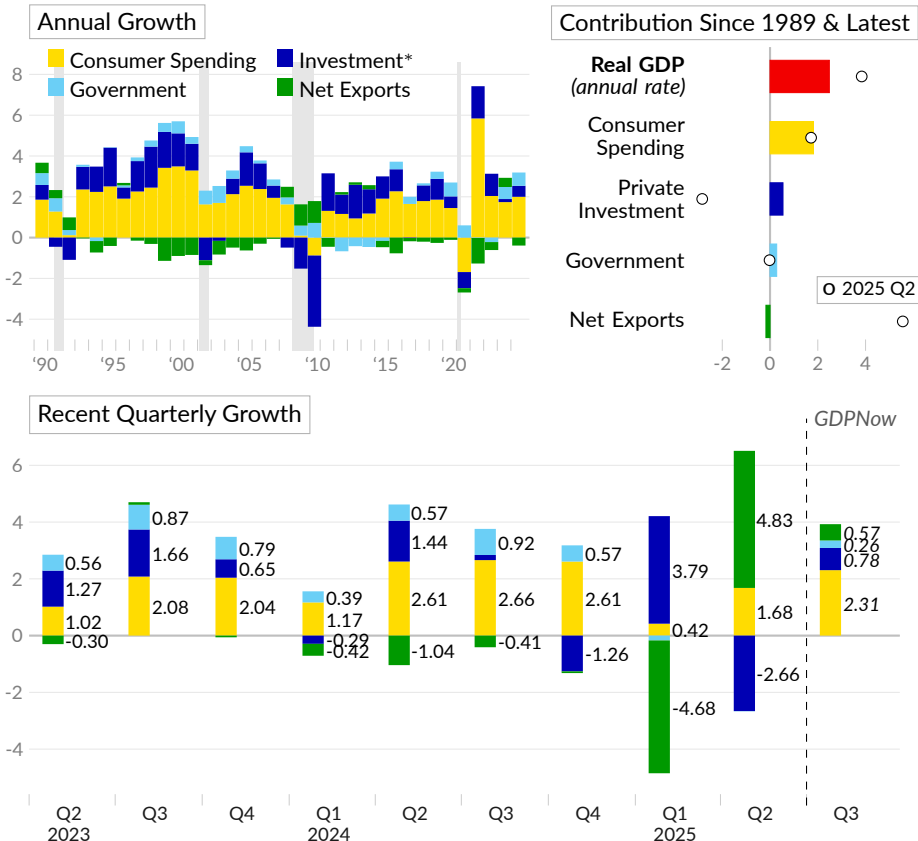 Annual Growth
Consumer Spending
Investment*
Government
Net Exports
8
6
4
2
0
-2
-4
'90
'95
'00
'05
'10
'15
'20
Contribution Since 1989 & Latest
Real GDP
(annual rate)
Consumer
Spending
Private
Investment
Government
Net Exports
2025 Q2
-2
0
2
4
Recent Quarterly Growth
GDPNow
6
4
2
0
-2
-4
0.56
1.27
1.02
-0.30
0.87
1.66
2.08
0.79
0.65
2.04
0.39
1.17
-0.29
-0.42
0.57
1.44
2.61
-1.04
0.92
2.66
-0.41
0.57
2.61
-1.26
3.79
0.42
-4.68
4.83
1.68
-2.66
0.57
0.26
0.78
2.31
Q2
2023
Q3
Q4
Q1
2024
Q2
Q3
Q4
Q1
2025
Q2
Q3